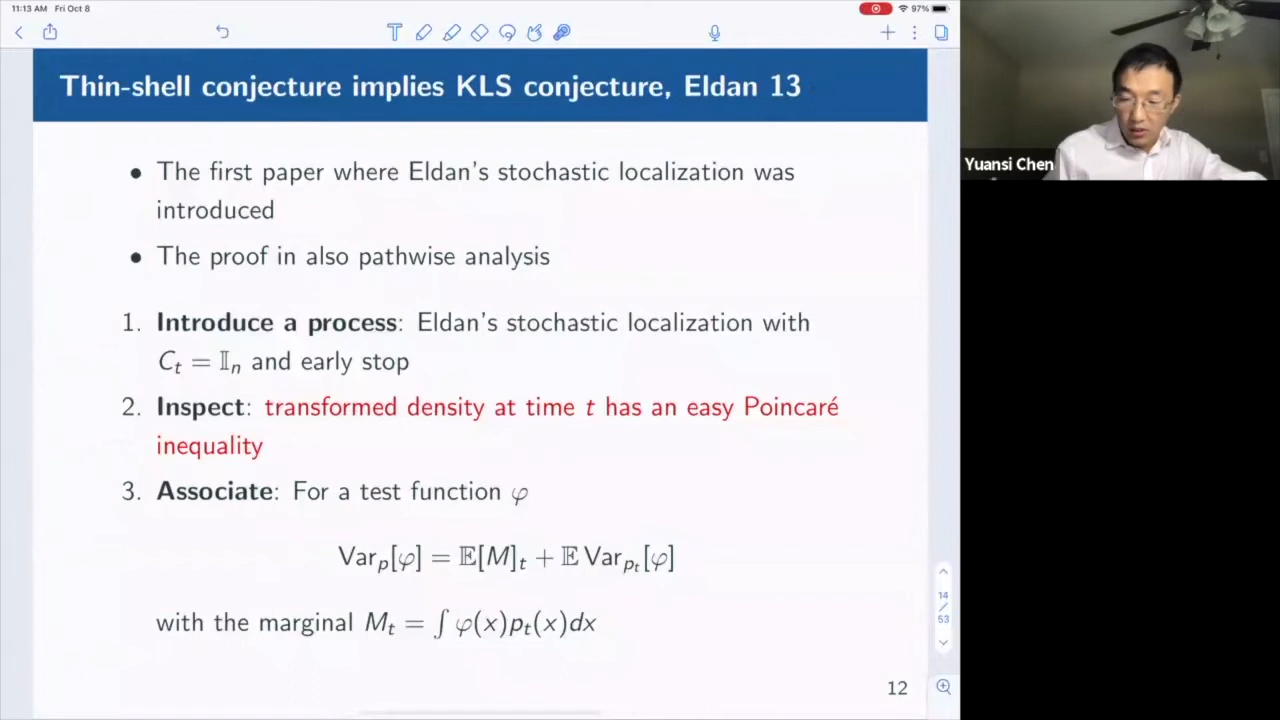 11:13 AM Fri Oct 8
97%
Thin-shell conjecture implies KLS conjecture, Eldan 13
• The first paper where Eldan's stochastic localization was
introduced
• The proof in also pathwise analysis
1. Introduce a process: Eldan's stochastic localization with
C_t = 𝕀_n and early stop
2. Inspect: transformed density at time t has an easy Poincaré
inequality
3. Associate: For a test function φ
Var_p[φ] = 𝔼[M]_t + 𝔼 Var_{p_t}[φ]
with the marginal M_t = ∫ φ(x)p_t(x)dx
12
14
/
53
Yuansi Chen